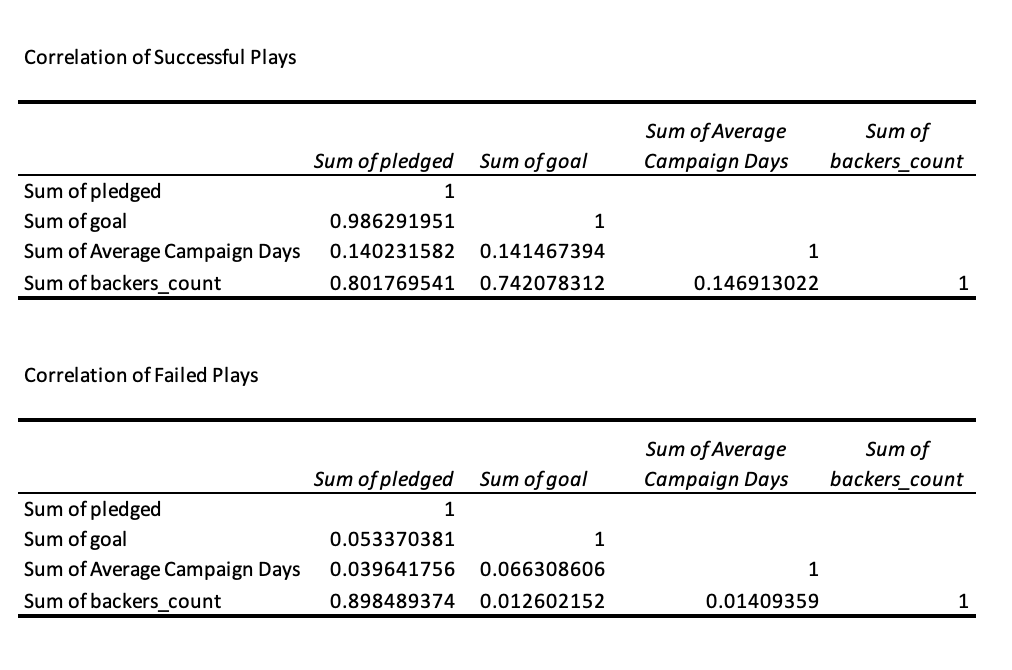 Correlation of Successful Plays
Sum of Average Sum of
Sum of pledged Sum of goal Campaign Days backers_count
Sum of pledged 1
Sum of goal 0.986291951 1
Sum of Average Campaign Days 0.140231582 0.141467394 1
Sum of backers_count 0.801769541 0.742078312 0.146913022 1
Correlation of Failed Plays
Sum of Average Sum of
Sum of pledged Sum of goal Campaign Days backers_count
Sum of pledged 1
Sum of goal 0.053370381 1
Sum of Average Campaign Days 0.039641756 0.066308606 1
Sum of backers_count 0.898489374 0.012602152 0.01409359 1